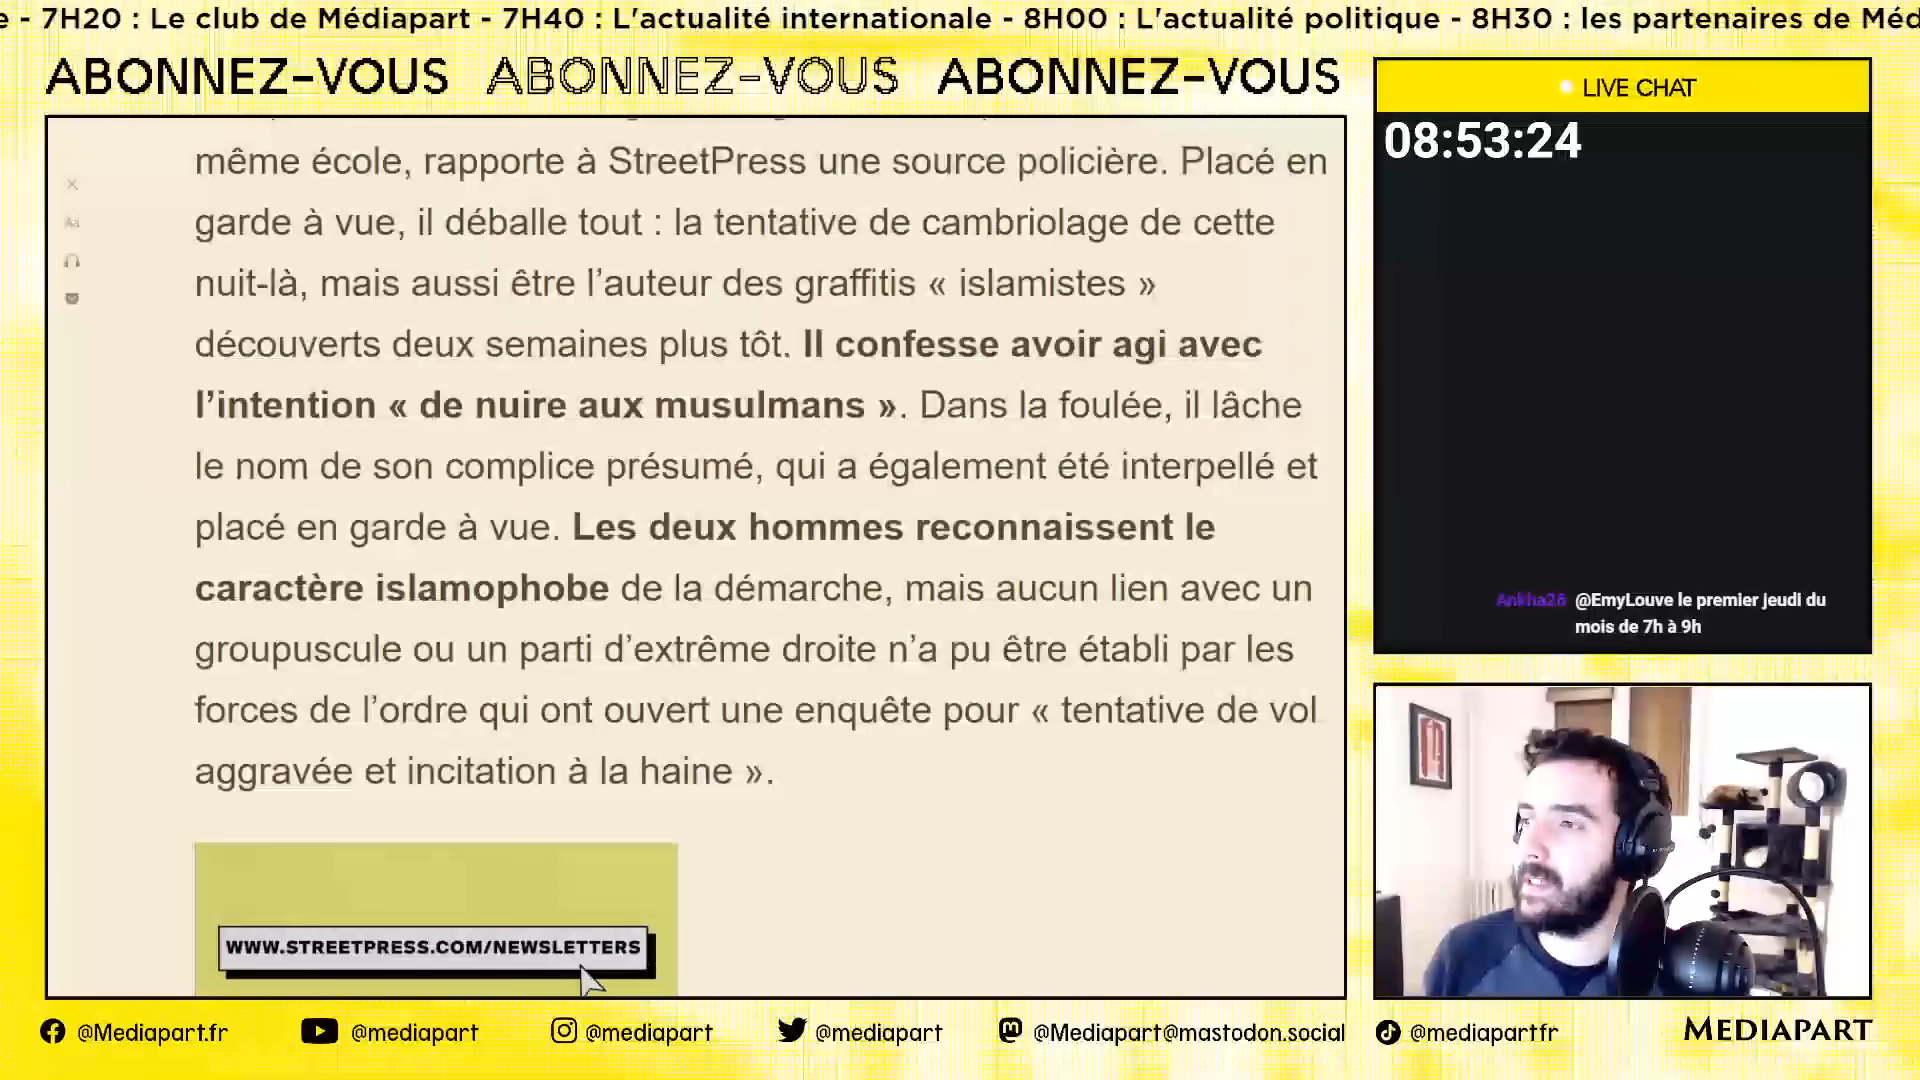 e - 7H20 : Le club de Médiapart - 7H40 : L'actualité internationale - 8H00 : L'actualité politique - 8H30 : les partenaires de Méd
ABONNEZ-VOUS ABONNEZ-VOUS ABONNEZ-VOUS
LIVE CHAT
08:53:24
même école, rapporte à StreetPress une source policière. Placé en
garde à vue, il déballe tout : la tentative de cambriolage de cette
nuit-là, mais aussi être l’auteur des graffitis « islamistes »
découverts deux semaines plus tôt. Il confesse avoir agi avec
l’intention « de nuire aux musulmans ». Dans la foulée, il lâche
le nom de son complice présumé, qui a également été interpellé et
placé en garde à vue. Les deux hommes reconnaissent le
caractère islamophobe de la démarche, mais aucun lien avec un
groupuscule ou un parti d’extrême droite n’a pu être établi par les
forces de l’ordre qui ont ouvert une enquête pour « tentative de vol
aggravée et incitation à la haine ».
Aa
WWW.STREETPRESS.COM/NEWSLETTERS
Ankha26 @EmyLouve le premier jeudi du
mois de 7h à 9h
@Mediapart.fr @mediapart @mediapart @mediapart @Mediapart@mastodon.social @mediapartfr MEDIAPART